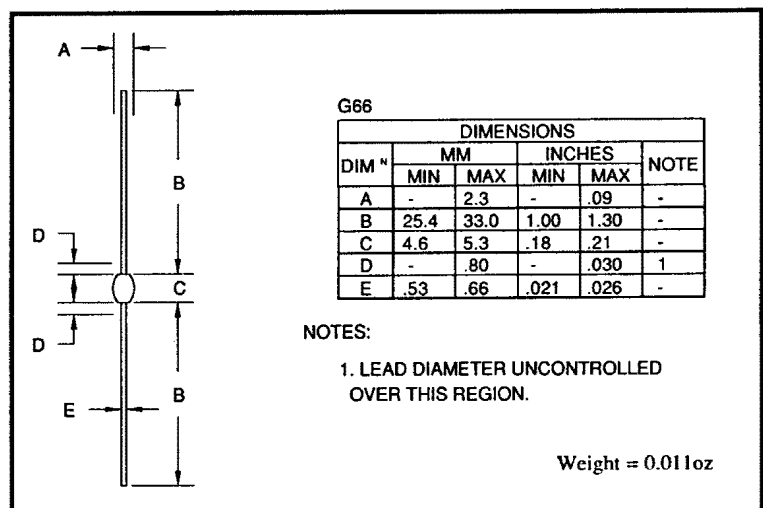 A
B
D
C
D
E
B
G66
DIMENSIONS
DIM N MM INCHES NOTE
MIN MAX MIN MAX
A - 2.3 - .09 -
B 25.4 33.0 1.00 1.30 -
C 4.6 5.3 .18 .21 -
D - .80 - .030 1
E .53 .66 .021 .026 -
NOTES:
1. LEAD DIAMETER UNCONTROLLED
OVER THIS REGION.
Weight = 0.011oz